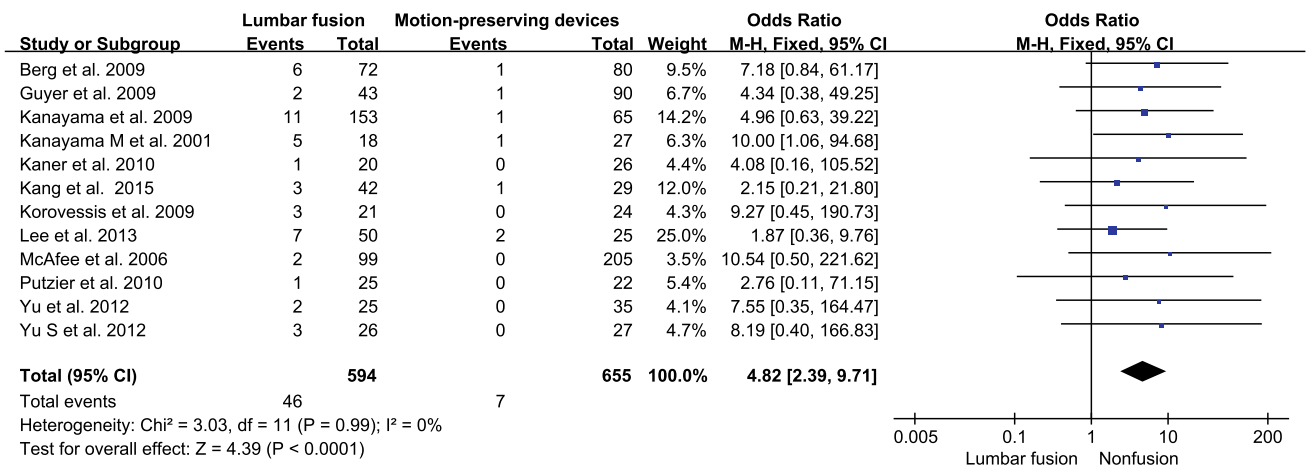 Lumbar fusion Motion-preserving devices Odds Ratio Odds Ratio
Study or Subgroup Events Total Events Total Weight M-H, Fixed, 95% CI M-H, Fixed, 95% CI
Berg et al. 2009 6 72 1 80 9.5% 7.18 [0.84, 61.17]
Guyer et al. 2009 2 43 1 90 6.7% 4.34 [0.38, 49.25]
Kanayama et al. 2009 11 153 1 65 14.2% 4.96 [0.63, 39.22]
Kanayama M et al. 2001 5 18 1 27 6.3% 10.00 [1.06, 94.68]
Kaner et al. 2010 1 20 0 26 4.4% 4.08 [0.16, 105.52]
Kang et al. 2015 3 42 1 29 12.0% 2.15 [0.21, 21.80]
Korovessis et al. 2009 3 21 0 24 4.3% 9.27 [0.45, 190.73]
Lee et al. 2013 7 50 2 25 25.0% 1.87 [0.36, 9.76]
McAfee et al. 2006 2 99 0 205 3.5% 10.54 [0.50, 221.62]
Putzier et al. 2010 1 25 0 22 5.4% 2.76 [0.11, 71.15]
Yu et al. 2012 2 25 0 35 4.1% 7.55 [0.35, 164.47]
Yu S et al. 2012 3 26 0 27 4.7% 8.19 [0.40, 166.83]
Total (95% CI) 594 655 100.0% 4.82 [2.39, 9.71]
Total events 46 7
Heterogeneity: Chi² = 3.03, df = 11 (P = 0.99); I² = 0%
Test for overall effect: Z = 4.39 (P < 0.0001)
0.005 0.1 1 10 200
Lumbar fusion Nonfusion